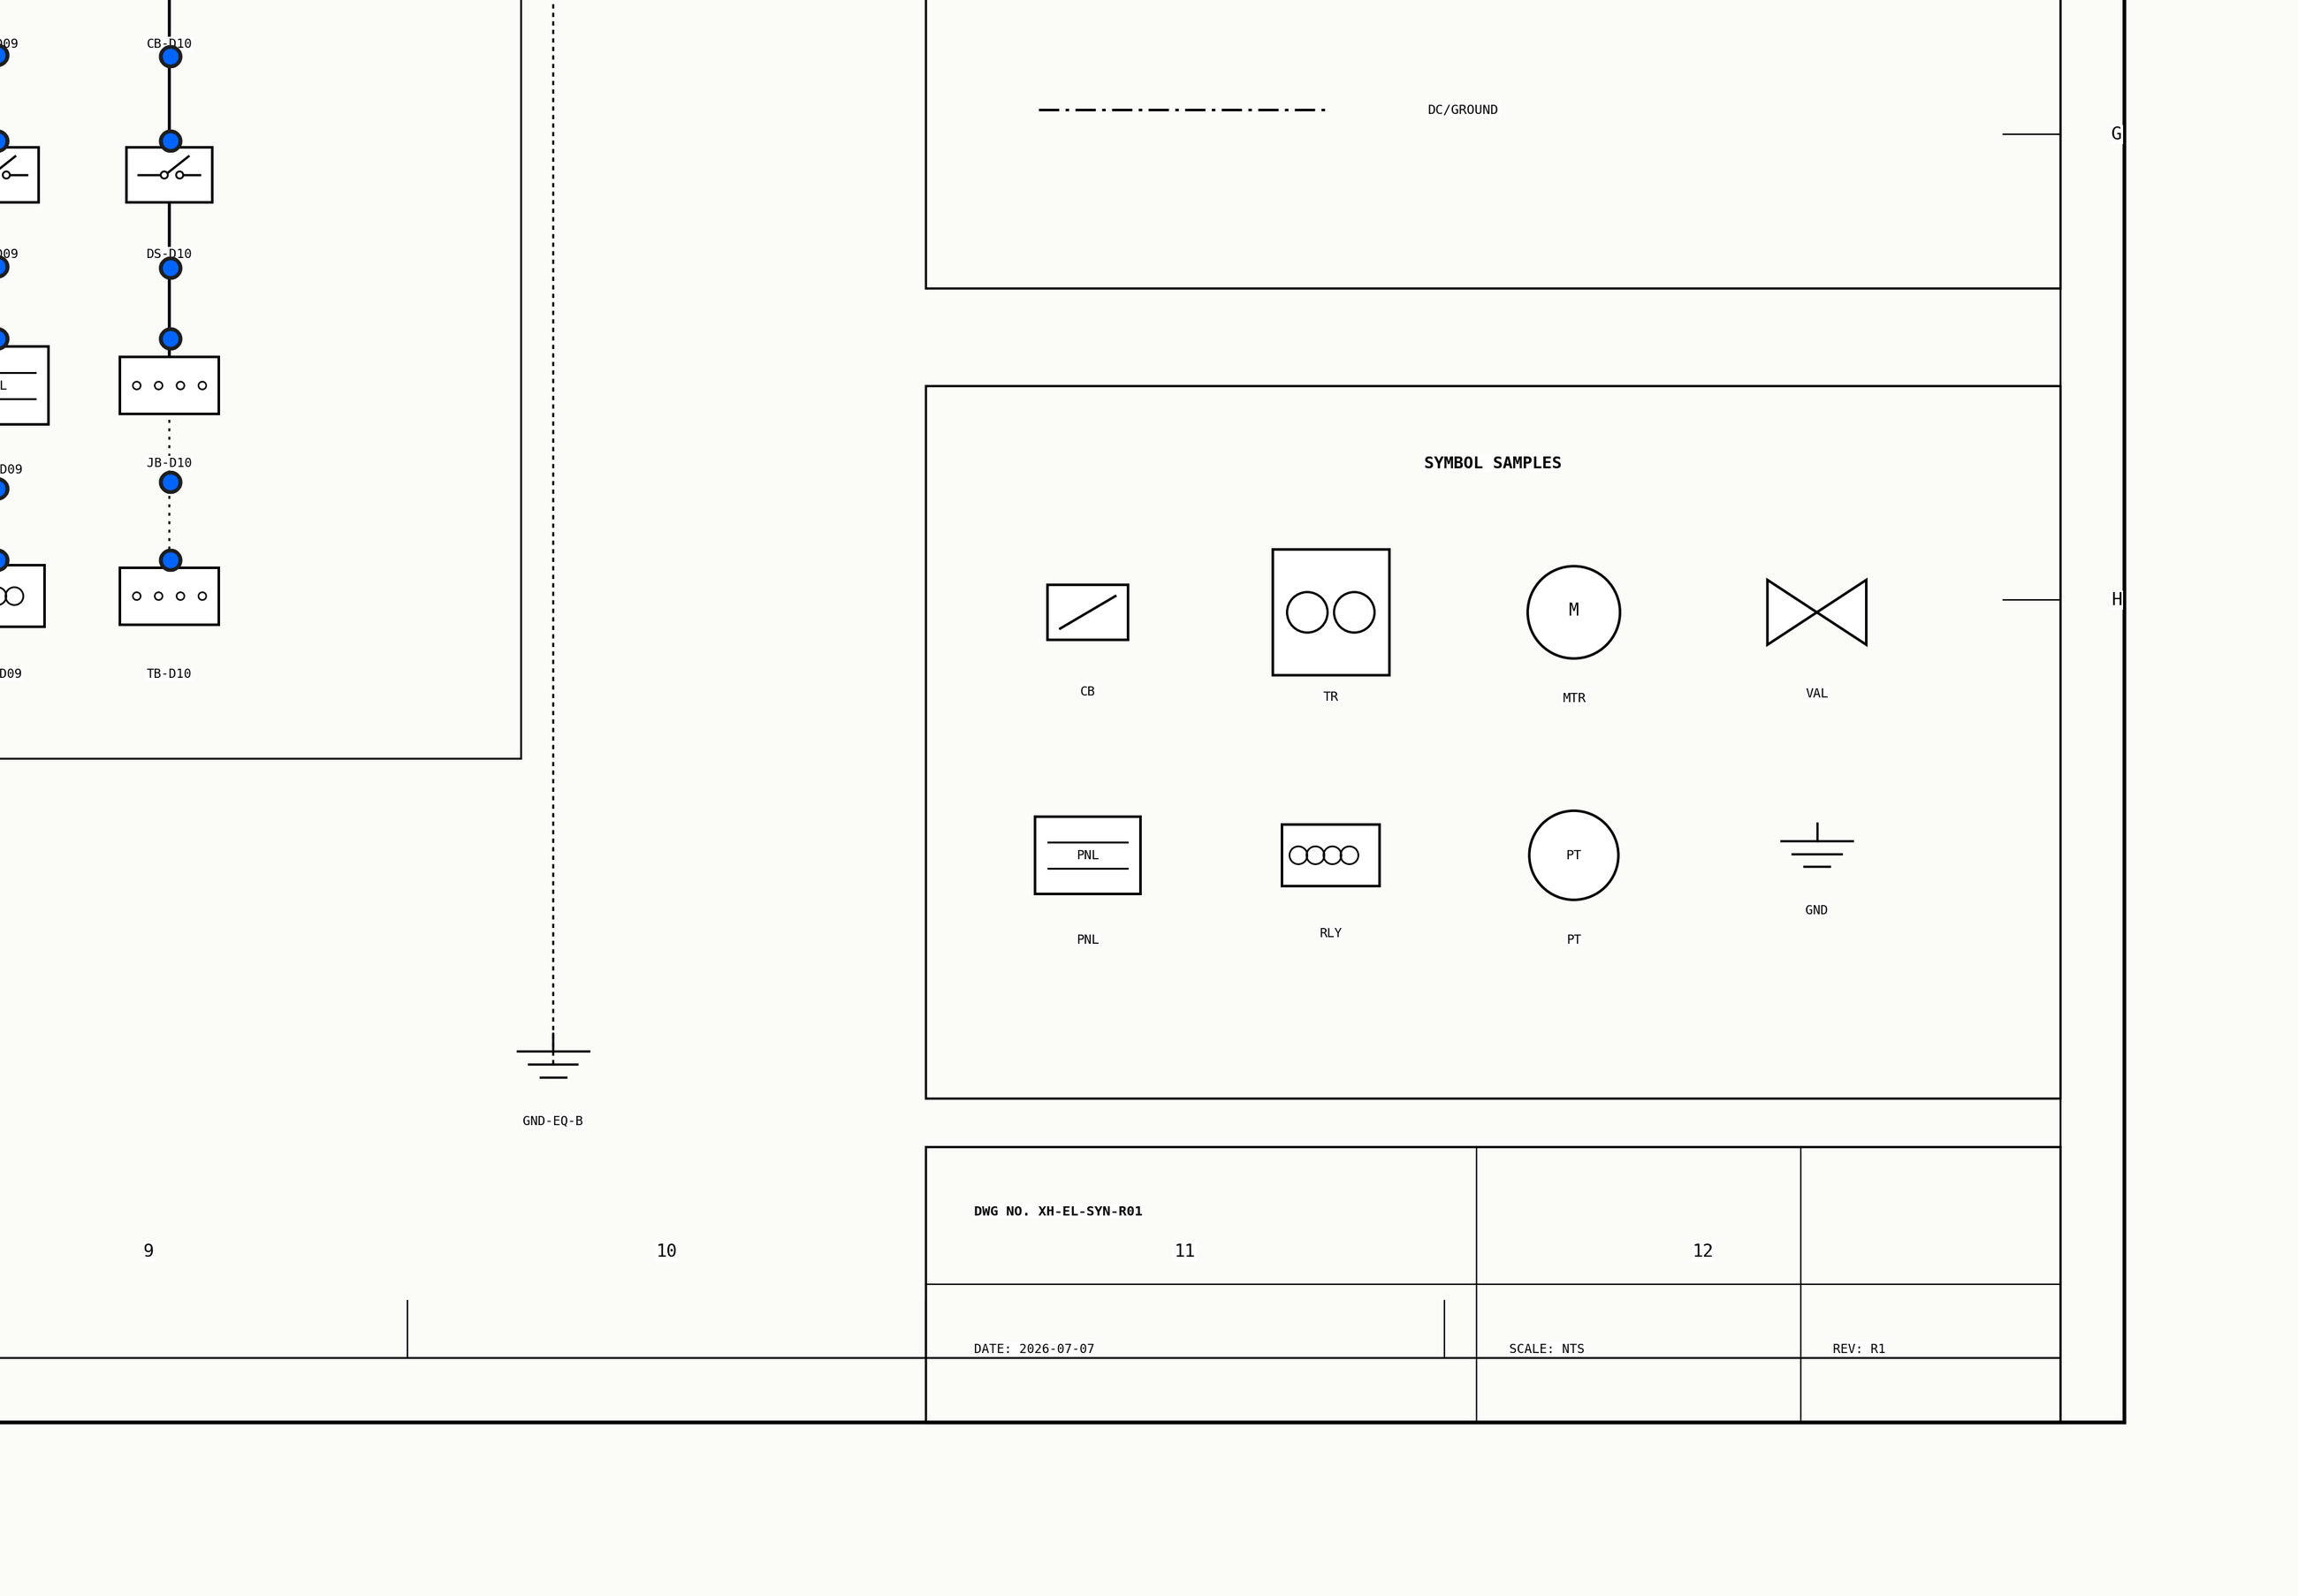 CB-D10
DC/GROUND
G
DS-D10
L
D09
JB-D10
SYMBOL SAMPLES
M
H
D09
TB-D10
CB
TR
MTR
VAL
PNL
PT
PNL
RLY
PT
GND
GND-EQ-B
DWG NO. XH-EL-SYN-R01
9
10
11
12
DATE: 2026-07-07
SCALE: NTS
REV: R1